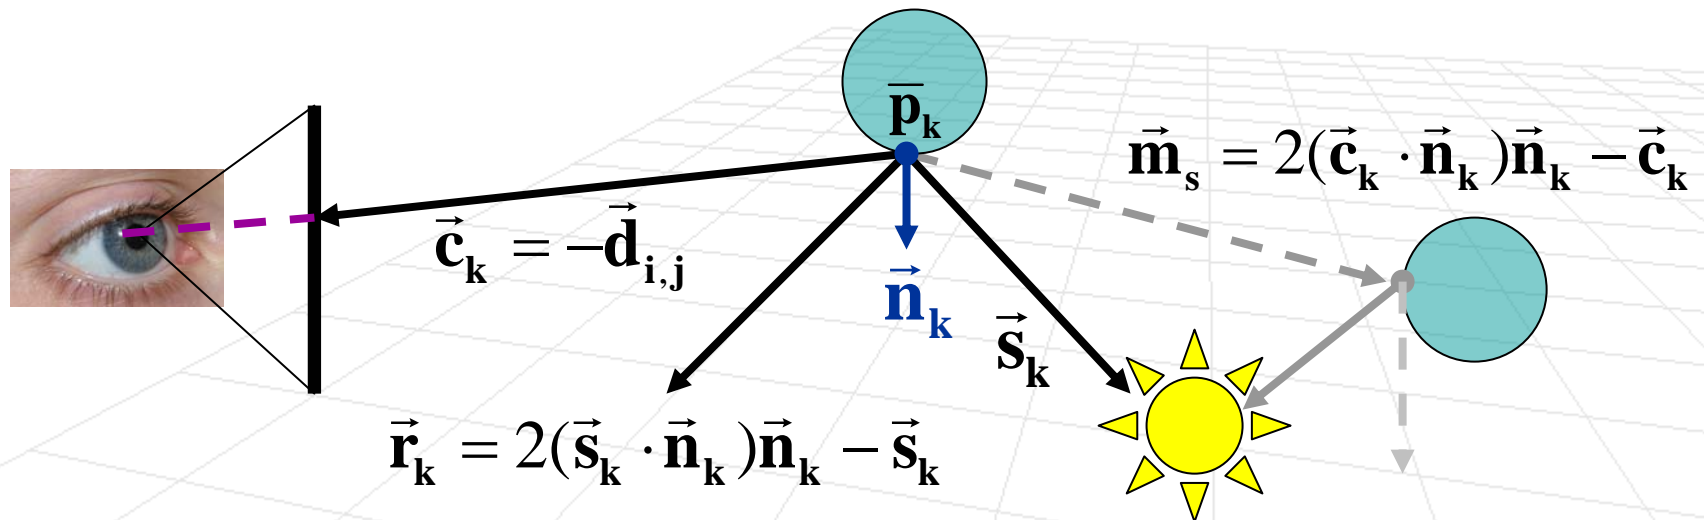 p̅ₖ
m⃗ₛ = 2(c⃗ₖ · n⃗ₖ)n⃗ₖ − c⃗ₖ
c⃗ₖ = −d⃗ᵢ,ⱼ
n⃗ₖ
s⃗ₖ
r⃗ₖ = 2(s⃗ₖ · n⃗ₖ)n⃗ₖ − s⃗ₖ